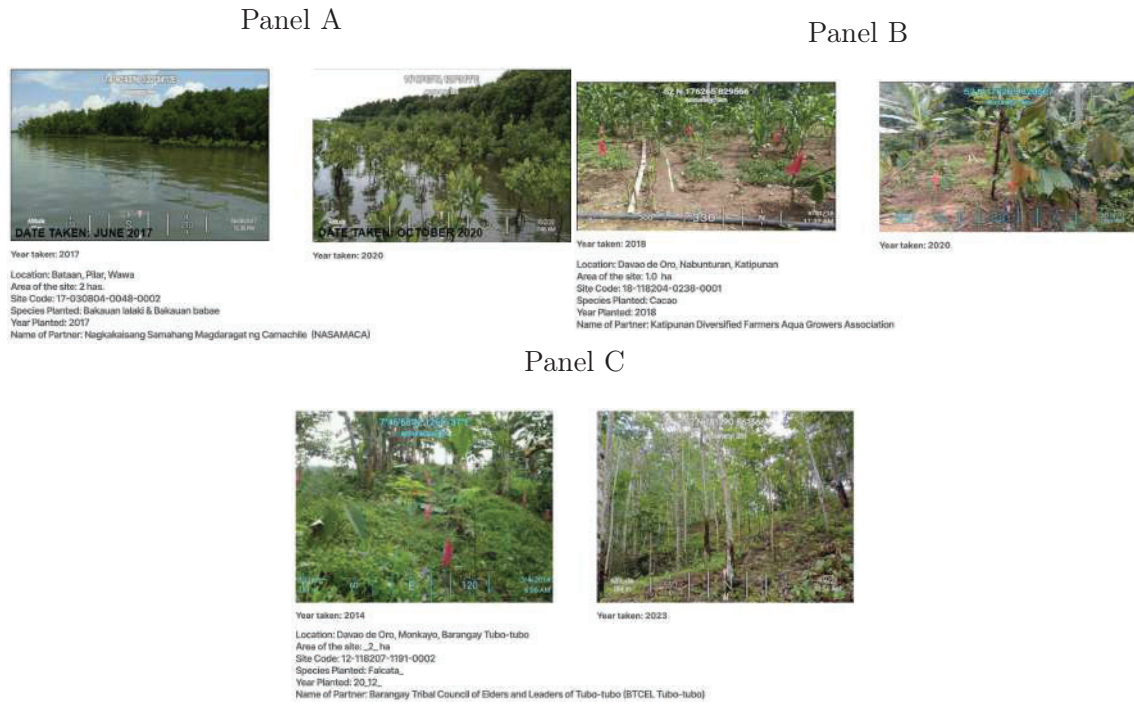 Panel A
DATE TAKEN: JUNE 2017
Year taken: 2017
DATE TAKEN: OCTOBER 2020
Year taken: 2020
Location: Bataan, Pilar, Wawa
Area of the site: 2 has.
Site Code: 17-030804-0048-0002
Species Planted: Bakauan lalaki & Bakauan babae
Year Planted: 2017
Name of Partner: Nagkakaisang Samahang Magdaragat ng Camachile (NASAMACA)
Panel B
330
Year taken: 2018
Year taken: 2020
Location: Davao de Oro, Nabunturan, Katipunan
Area of the site: 1.0 ha
Site Code: 18-118204-0238-0001
Species Planted: Cacao
Year Planted: 2018
Name of Partner: Katipunan Diversified Farmers Aqua Growers Association
Panel C
E
120
Year taken: 2014
Year taken: 2023
Location: Davao de Oro, Monkayo, Barangay Tubo-tubo
Area of the site: _2_ ha
Site Code: 12-118207-1191-0002
Species Planted: Falcata_
Year Planted: 20_12_
Name of Partner: Barangay Tribal Council of Elders and Leaders of Tubo-tubo (BTCEL Tubo-tubo)